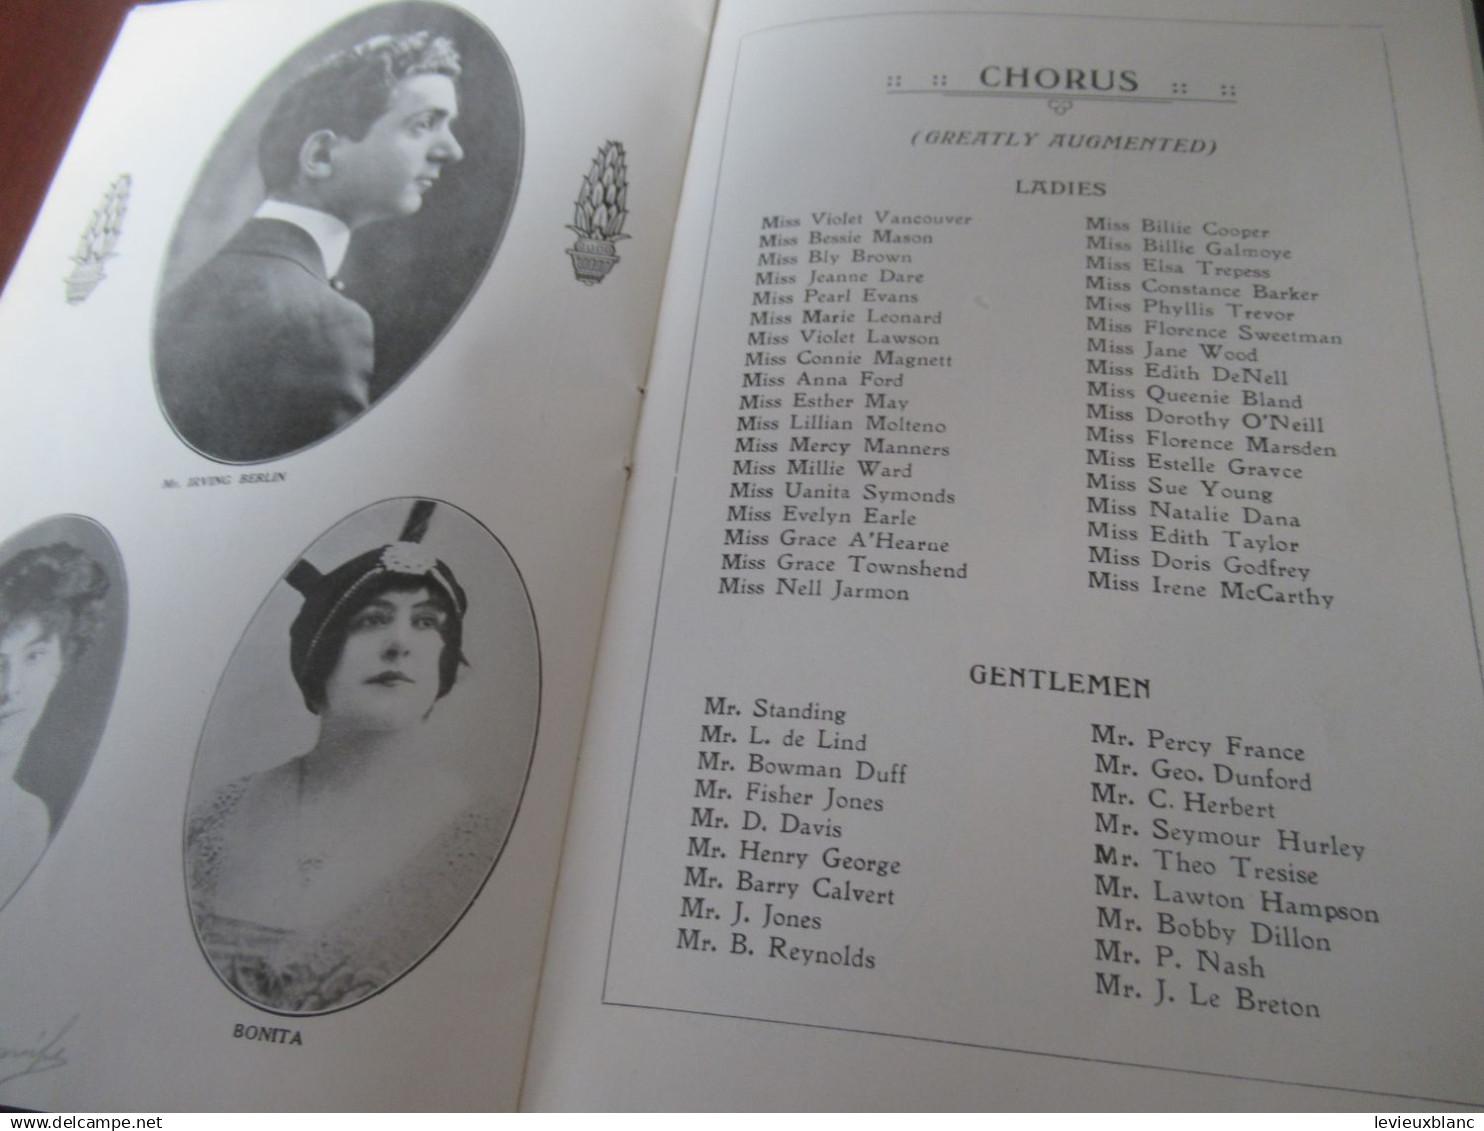 Mr. IRVING BERLIN
BONITA
CHORUS
(GREATLY AUGMENTED)
LADIES
Miss Violet Vancouver
Miss Bessie Mason
Miss Bly Brown
Miss Jeanne Dare
Miss Pearl Evans
Miss Marie Leonard
Miss Violet Lawson
Miss Connie Magnett
Miss Anna Ford
Miss Esther May
Miss Lillian Molteno
Miss Mercy Manners
Miss Millie Ward
Miss Uanita Symonds
Miss Evelyn Earle
Miss Grace A'Hearne
Miss Grace Townshend
Miss Nell Jarmon
Miss Billie Cooper
Miss Billie Galmoye
Miss Elsa Trepess
Miss Constance Barker
Miss Phyllis Trevor
Miss Florence Sweetman
Miss Jane Wood
Miss Edith DeNell
Miss Queenie Bland
Miss Dorothy O'Neill
Miss Florence Marsden
Miss Estelle Grayce
Miss Sue Young
Miss Natalie Dana
Miss Edith Taylor
Miss Doris Godfrey
Miss Irene McCarthy
GENTLEMEN
Mr. Standing
Mr. L. de Lind
Mr. Bowman Duff
Mr. Fisher Jones
Mr. D. Davis
Mr. Henry George
Mr. Barry Calvert
Mr. J. Jones
Mr. B. Reynolds
Mr. Percy France
Mr. Geo. Dunford
Mr. C. Herbert
Mr. Seymour Hurley
Mr. Theo Tresise
Mr. Lawton Hampson
Mr. Bobby Dillon
Mr. P. Nash
Mr. J. Le Breton
levieuxblanc